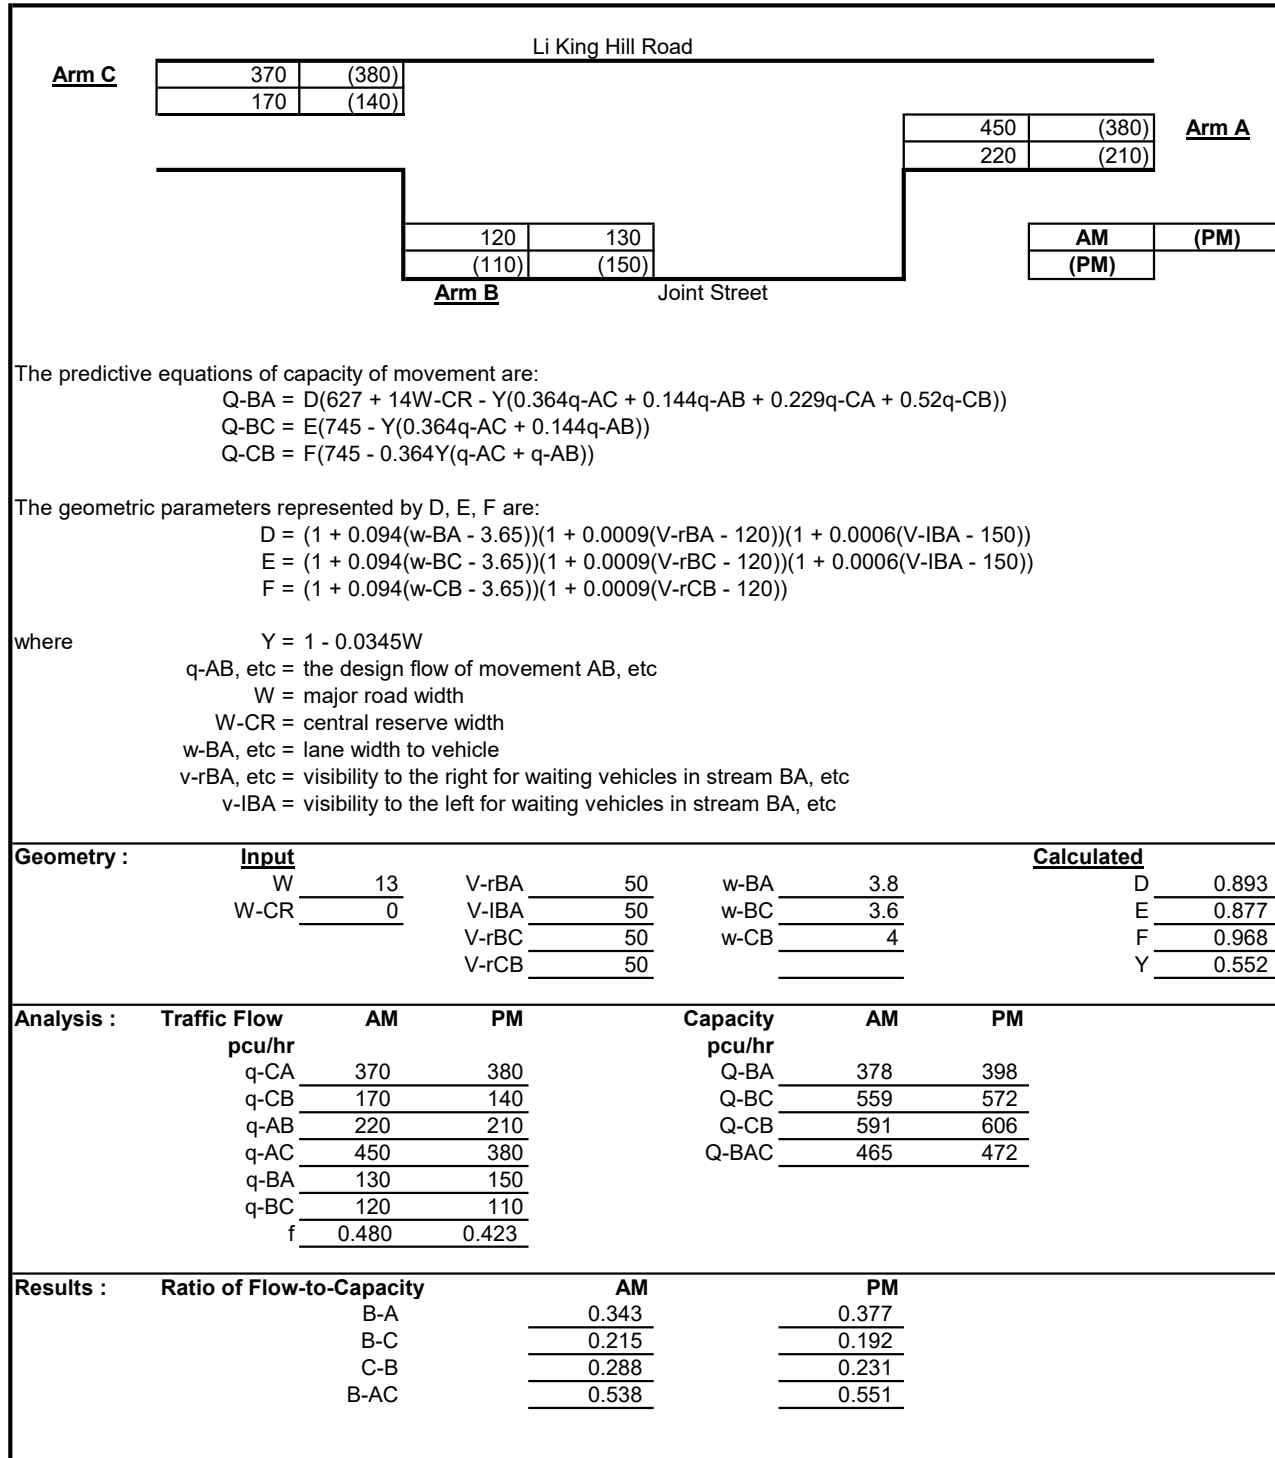 Li King Hill Road
Arm C 370 (380)
170 (140)
450 (380) Arm A
220 (210)
120 130 AM (PM)
(110) (150) (PM)
Arm B Joint Street
The predictive equations of capacity of movement are:
Q-BA = D(627 + 14W-CR - Y(0.364q-AC + 0.144q-AB + 0.229q-CA + 0.52q-CB))
Q-BC = E(745 - Y(0.364q-AC + 0.144q-AB))
Q-CB = F(745 - 0.364Y(q-AC + q-AB))
The geometric parameters represented by D, E, F are:
D = (1 + 0.094(w-BA - 3.65))(1 + 0.0009(V-rBA - 120))(1 + 0.0006(V-lBA - 150))
E = (1 + 0.094(w-BC - 3.65))(1 + 0.0009(V-rBC - 120))(1 + 0.0006(V-lBA - 150))
F = (1 + 0.094(w-CB - 3.65))(1 + 0.0009(V-rCB - 120))
where Y = 1 - 0.0345W
q-AB, etc = the design flow of movement AB, etc
W = major road width
W-CR = central reserve width
w-BA, etc = lane width to vehicle
v-rBA, etc = visibility to the right for waiting vehicles in stream BA, etc
v-lBA = visibility to the left for waiting vehicles in stream BA, etc
Geometry : Input Calculated
W 13 V-rBA 50 w-BA 3.8 D 0.893
W-CR 0 V-lBA 50 w-BC 3.6 E 0.877
V-rBC 50 w-CB 4 F 0.968
V-rCB 50 Y 0.552
Analysis : Traffic Flow AM PM Capacity AM PM
pcu/hr pcu/hr
q-CA 370 380 Q-BA 378 398
q-CB 170 140 Q-BC 559 572
q-AB 220 210 Q-CB 591 606
q-AC 450 380 Q-BAC 465 472
q-BA 130 150
q-BC 120 110
f 0.480 0.423
Results : Ratio of Flow-to-Capacity AM PM
B-A 0.343 0.377
B-C 0.215 0.192
C-B 0.288 0.231
B-AC 0.538 0.551